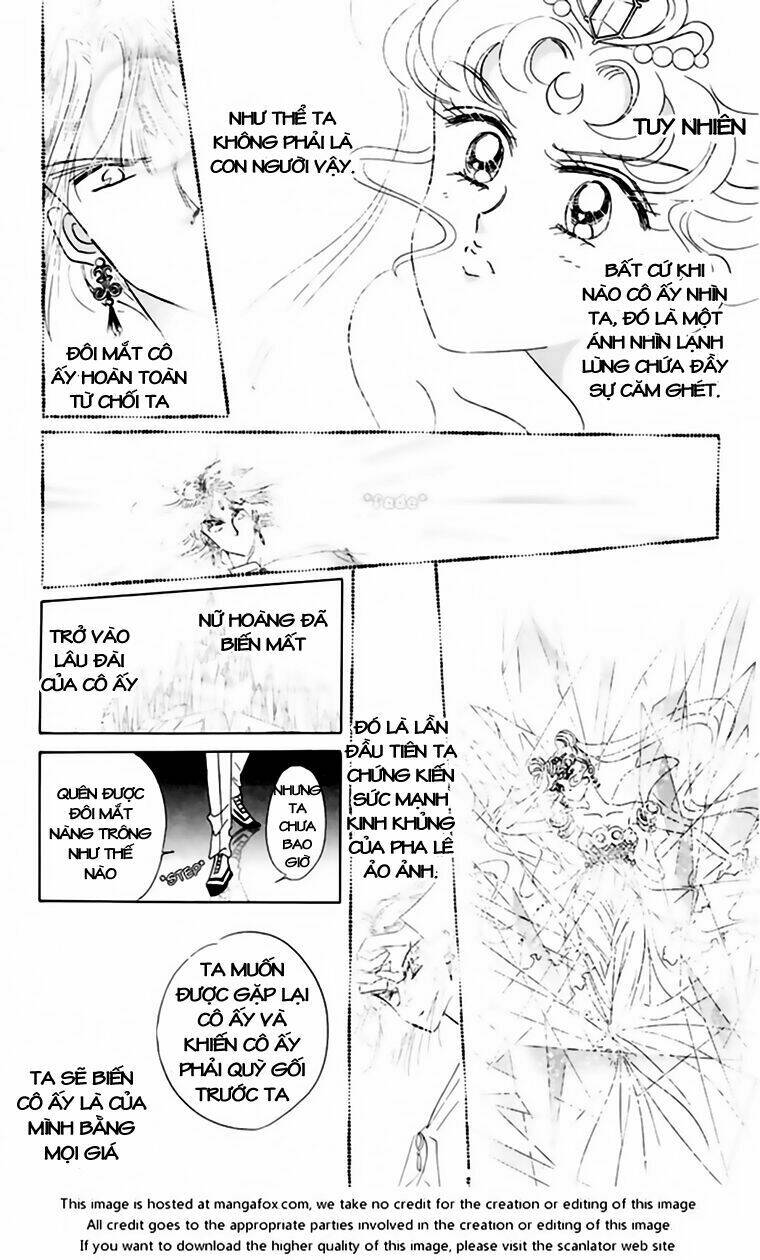 TUY NHIÊN
BẤT CỨ KHI
NÀO CÔ ẤY NHÌN
TA, ĐÓ LÀ MỘT
ÁNH NHÌN LẠNH
LÙNG CHỨA ĐẦY
SỰ CĂM GHÉT.
NHƯ THỂ TA
KHÔNG PHẢI LÀ
CON NGƯỜI VẬY.
ĐÔI MẮT CÔ
ẤY HOÀN TOÀN
TỪ CHỐI TA
*fade*
ĐÓ LÀ LẦN
ĐẦU TIÊN TA
CHỨNG KIẾN
SỨC MẠNH
KINH KHỦNG
CỦA PHA LÊ
ẢO ẢNH.
NỮ HOÀNG ĐÃ
BIẾN MẤT
TRỞ VÀO
LÂU ĐÀI
CỦA CÔ ẤY
NHƯNG
TA
CHƯA
BAO
GIỜ
QUÊN ĐƯỢC
ĐÔI MẮT
NÀNG TRÔNG
NHƯ THẾ
NÀO
*STEP*
TA MUỐN
ĐƯỢC GẶP LẠI
CÔ ẤY VÀ
KHIẾN CÔ ẤY
PHẢI QUỲ GỐI
TRƯỚC TA
TA SẼ BIẾN
CÔ ẤY LÀ CỦA
MÌNH BẰNG
MỌI GIÁ
This image is hosted at mangafox.com, we take no credit for the creation or editing of this image
All credit goes to the appropriate parties involved in the creation or editing of this image
If you want to download the higher quality of this image, please visit the scanlator web site